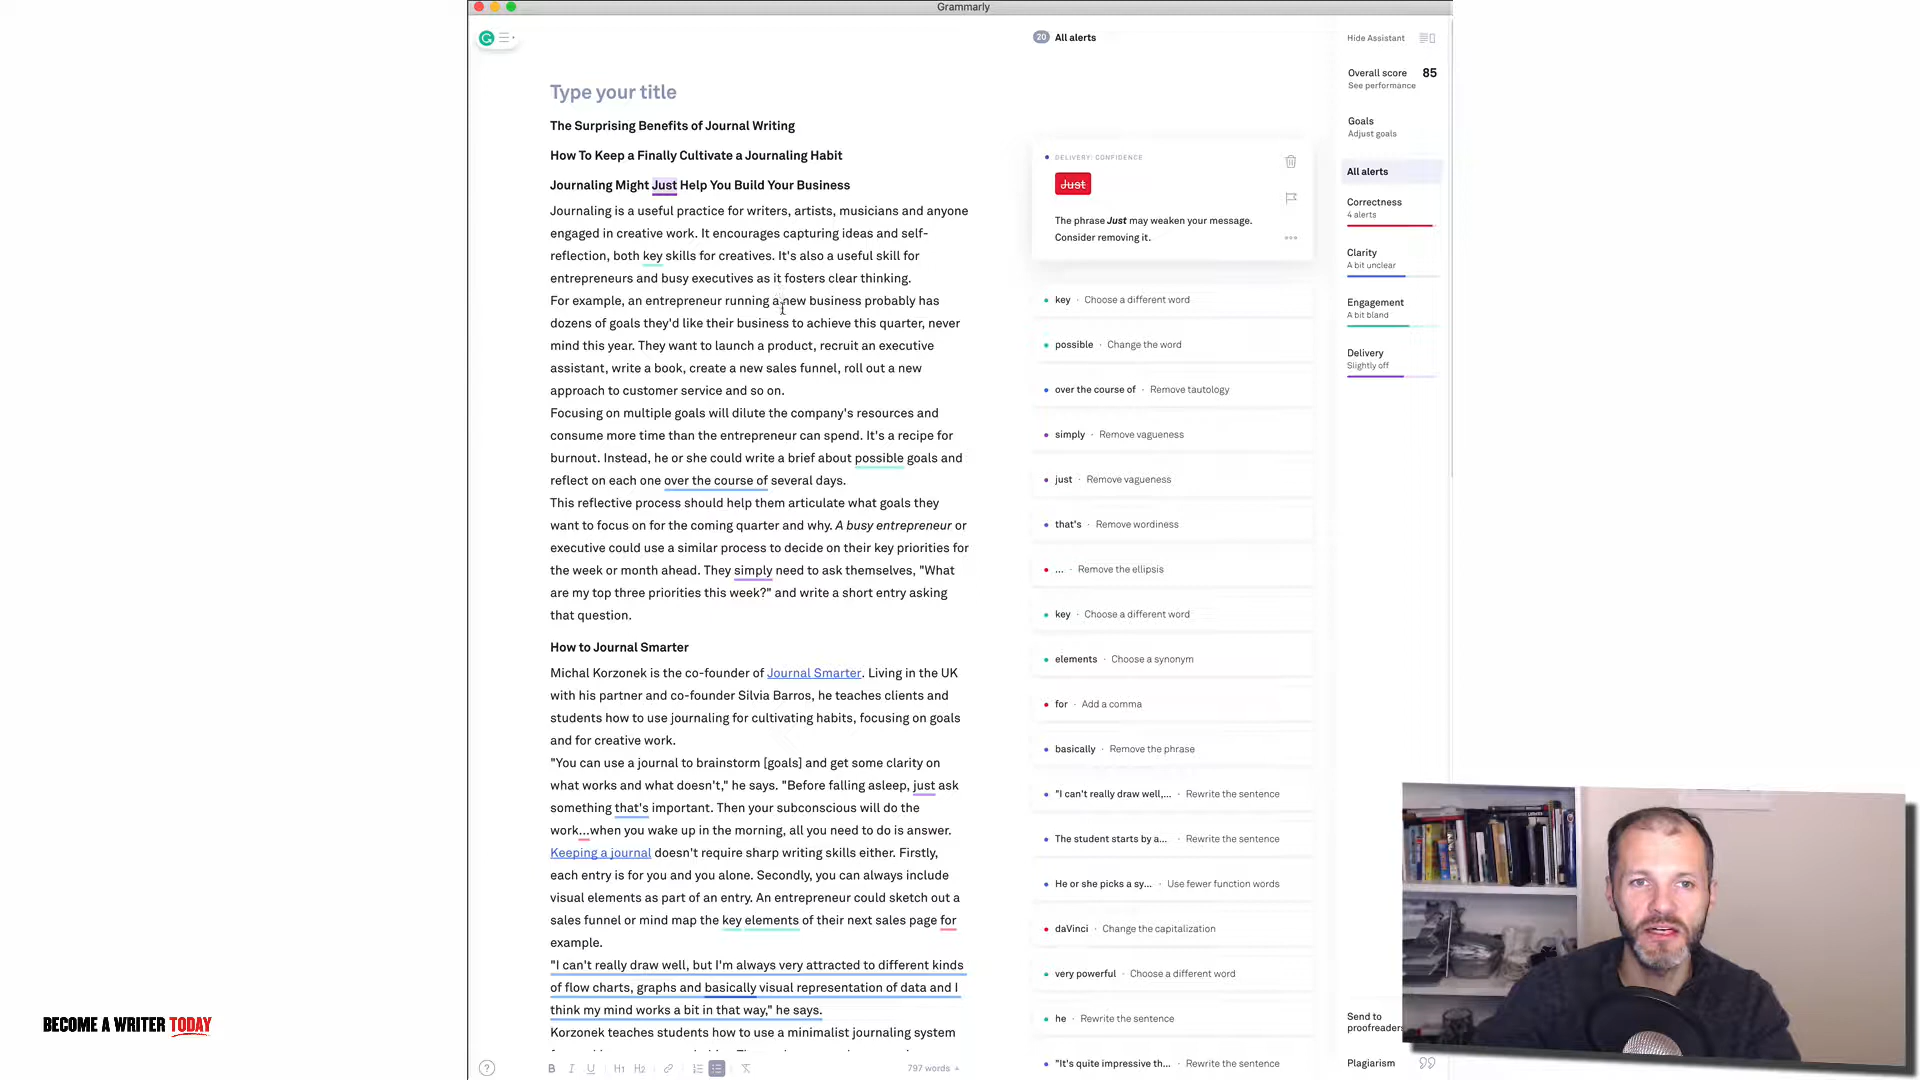 Grammarly
20 All alerts
Hide Assistant
Type your title
The Surprising Benefits of Journal Writing
How To Keep a Finally Cultivate a Journaling Habit
Journaling Might Just Help You Build Your Business
Journaling is a useful practice for writers, artists, musicians and anyone
engaged in creative work. It encourages capturing ideas and self-
reflection, both key skills for creatives. It's also a useful skill for
entrepreneurs and busy executives as it fosters clear thinking.
For example, an entrepreneur running a new business probably has
dozens of goals they'd like their business to achieve this quarter, never
mind this year. They want to launch a product, recruit an executive
assistant, write a book, create a new sales funnel, roll out a new
approach to customer service and so on.
Focusing on multiple goals will dilute the company's resources and
consume more time than the entrepreneur can spend. It's a recipe for
burnout. Instead, he or she could write a brief about possible goals and
reflect on each one over the course of several days.
This reflective process should help them articulate what goals they
want to focus on for the coming quarter and why. A busy entrepreneur or
executive could use a similar process to decide on their key priorities for
the week or month ahead. They simply need to ask themselves, "What
are my top three priorities this week?" and write a short entry asking
that question.
How to Journal Smarter
Michal Korzonek is the co-founder of Journal Smarter. Living in the UK
with his partner and co-founder Silvia Barros, he teaches clients and
students how to use journaling for cultivating habits, focusing on goals
and for creative work.
"You can use a journal to brainstorm [goals] and get some clarity on
what works and what doesn't," he says. "Before falling asleep, just ask
something that's important. Then your subconscious will do the
work...when you wake up in the morning, all you need to do is answer.
Keeping a journal doesn't require sharp writing skills either. Firstly,
each entry is for you and you alone. Secondly, you can always include
visual elements as part of an entry. An entrepreneur could sketch out a
sales funnel or mind map the key elements of their next sales page for
example.
"I can't really draw well, but I'm always very attracted to different kinds
of flow charts, graphs and basically visual representation of data and I
think my mind works a bit in that way," he says.
Korzonek teaches students how to use a minimalist journaling system
B I U H1 H2
797 words
DELIVERY: CONFIDENCE
Just
The phrase Just may weaken your message.
Consider removing it.
key · Choose a different word
possible · Change the word
over the course of · Remove tautology
simply · Remove vagueness
just · Remove vagueness
that's · Remove wordiness
... · Remove the ellipsis
key · Choose a different word
elements · Choose a synonym
for · Add a comma
basically · Remove the phrase
"I can't really draw well,... · Rewrite the sentence
The student starts by a... · Rewrite the sentence
He or she picks a sy... · Use fewer function words
daVinci · Change the capitalization
very powerful · Choose a different word
he · Rewrite the sentence
"It's quite impressive th... · Rewrite the sentence
Overall score 85
See performance
Goals
Adjust goals
All alerts
Correctness
4 alerts
Clarity
A bit unclear
Engagement
A bit bland
Delivery
Slightly off
Send to
proofreader
Plagiarism
BECOME A WRITER TODAY